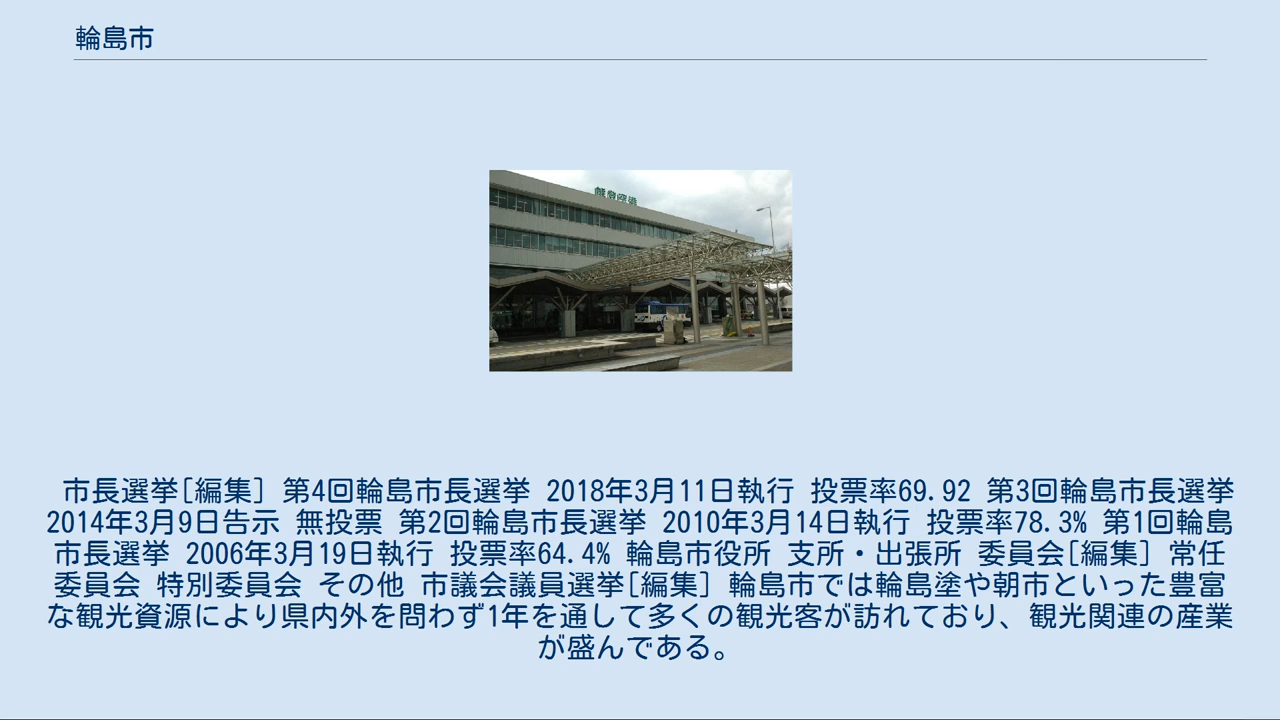 輪島市
能登空港
市長選挙[編集] 第4回輪島市長選挙 2018年3月11日執行 投票率69.92 第3回輪島市長選挙
2014年3月9日告示 無投票 第2回輪島市長選挙 2010年3月14日執行 投票率78.3% 第1回輪島
市長選挙 2006年3月19日執行 投票率64.4% 輪島市役所 支所・出張所 委員会[編集] 常任
委員会 特別委員会 その他 市議会議員選挙[編集] 輪島市では輪島塗や朝市といった豊富
な観光資源により県内外を問わず1年を通して多くの観光客が訪れており、観光関連の産業
が盛んである。